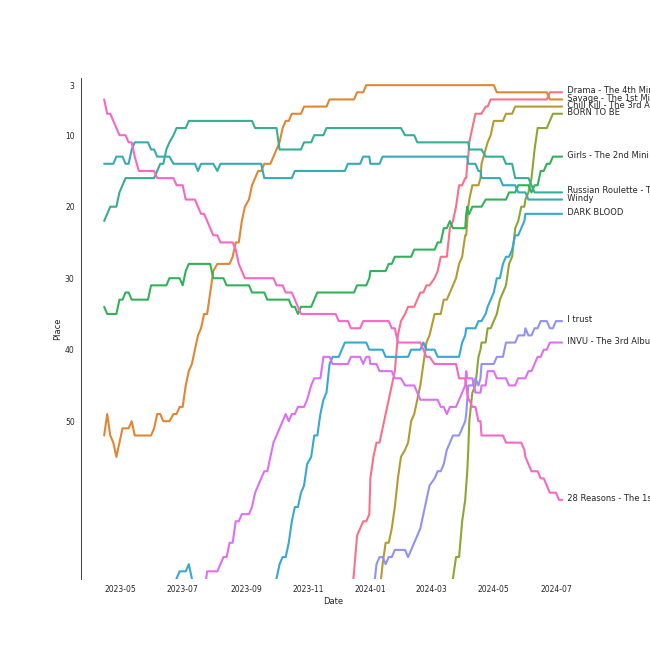 3
10
20
30
40
50
Place
2023-05
2023-07
2023-09
2023-11
2024-01
2024-03
2024-05
2024-07
Date
Drama - The 4th Mi
Savage - The 1st Mi
Chill Kill - The 3rd A
BORN TO BE
Girls - The 2nd Mini
Russian Roulette - T
Windy
DARK BLOOD
I trust
INVU - The 3rd Albu
28 Reasons - The 1s